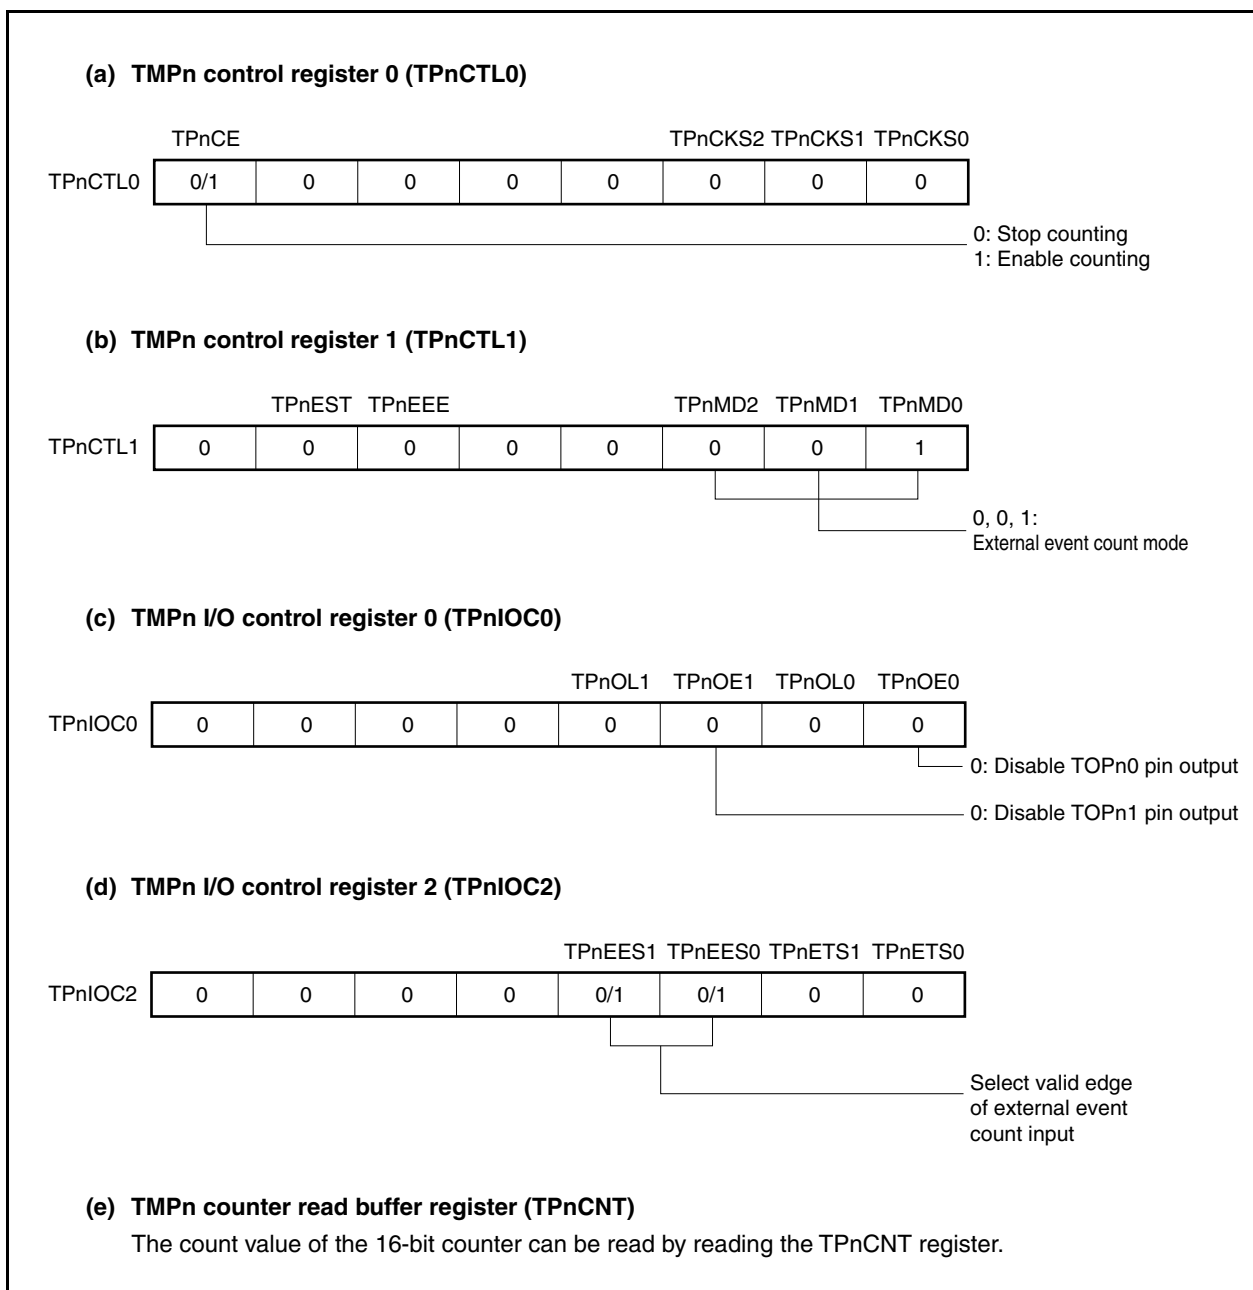 (a) TMPn control register 0 (TPnCTL0)
TPnCE TPnCKS2 TPnCKS1 TPnCKS0
TPnCTL0 0/1 0 0 0 0 0 0 0
0: Stop counting
1: Enable counting
(b) TMPn control register 1 (TPnCTL1)
TPnEST TPnEEE TPnMD2 TPnMD1 TPnMD0
TPnCTL1 0 0 0 0 0 0 0 1
0, 0, 1:
External event count mode
(c) TMPn I/O control register 0 (TPnIOC0)
TPnOL1 TPnOE1 TPnOL0 TPnOE0
TPnIOC0 0 0 0 0 0 0 0 0
0: Disable TOPn0 pin output
0: Disable TOPn1 pin output
(d) TMPn I/O control register 2 (TPnIOC2)
TPnEES1 TPnEES0 TPnETS1 TPnETS0
TPnIOC2 0 0 0 0 0/1 0/1 0 0
Select valid edge
of external event
count input
(e) TMPn counter read buffer register (TPnCNT)
The count value of the 16-bit counter can be read by reading the TPnCNT register.